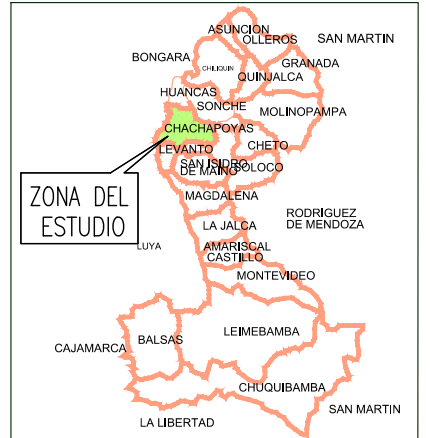 ASUNCION
OLLEROS
SAN MARTIN
BONGARA
GRANADA
CHILIQUIN
QUINJALCA
HUANCAS
SONCHE
MOLINOPAMPA
CHACHAPOYAS
CHETO
LEVANTO
SAN ISIDRO
DE MAINO
SOLOCO
ZONA DEL
ESTUDIO
MAGDALENA
RODRÍGUEZ
DE MENDOZA
LA JALCA
LUYA
AMARISCAL
CASTILLO
MONTEVIDEO
LEIMEBAMBA
BALSAS
CAJAMARCA
CHUQUIBAMBA
SAN MARTIN
LA LIBERTAD